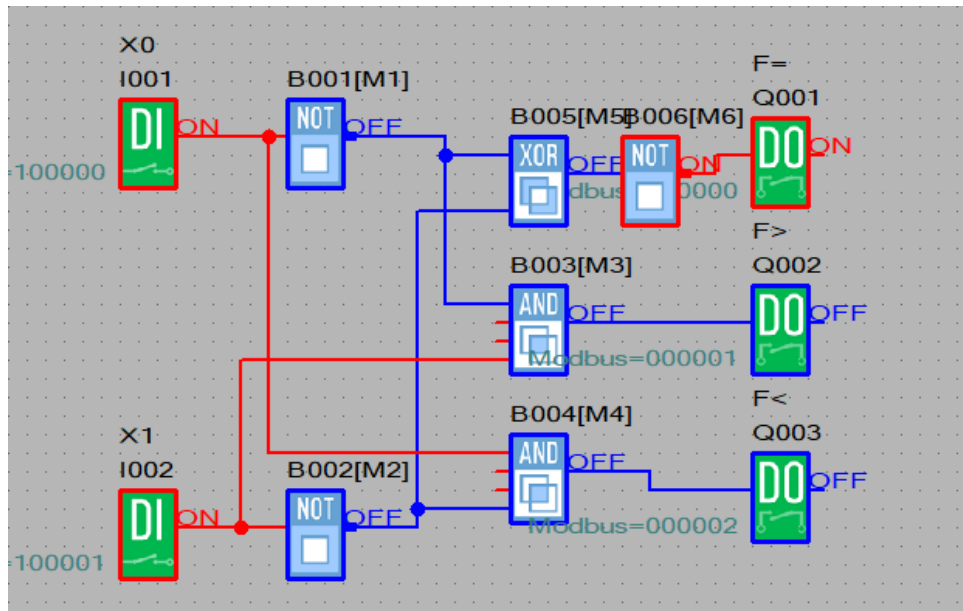 X0
I001
DI
ON
=100000
B001[M1]
NOT
OFF
B005[M5]
XOR
OFF
B006[M6]
NOT
ON
F=
Q001
DO
ON
dbus
0000
B003[M3]
AND
OFF
Modbus=000001
F>
Q002
DO
OFF
X1
I002
DI
ON
=100001
B002[M2]
NOT
OFF
B004[M4]
AND
OFF
Modbus=000002
F<
Q003
DO
OFF